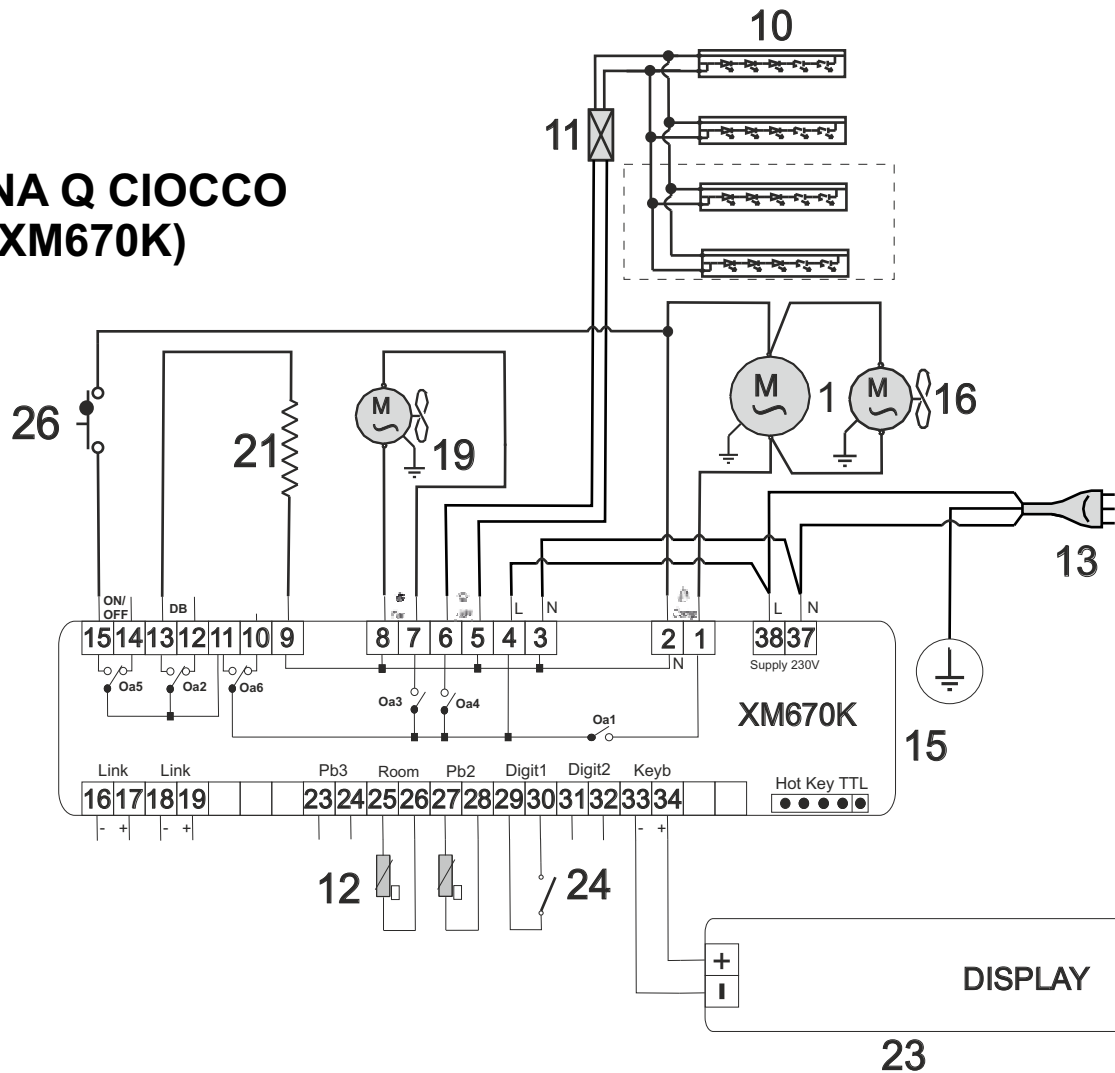 10
11
NA Q CIOCCO
XM670K)
26
21
M
19
M
1
M
16
13
ON/
OFF
DB
L
N
L
N
15 14 13 12 11 10 9 8 7 6 5 4 3 2 1 38 37
N
Supply 230V
Oa5
Oa2
Oa6
Oa3
Oa4
Oa1
XM670K
15
Link
Link
Pb3
Room
Pb2
Digit1
Digit2
Keyb
Hot Key TTL
16 17 18 19 23 24 25 26 27 28 29 30 31 32 33 34
- + - + - +
12
24
+
DISPLAY
-
23